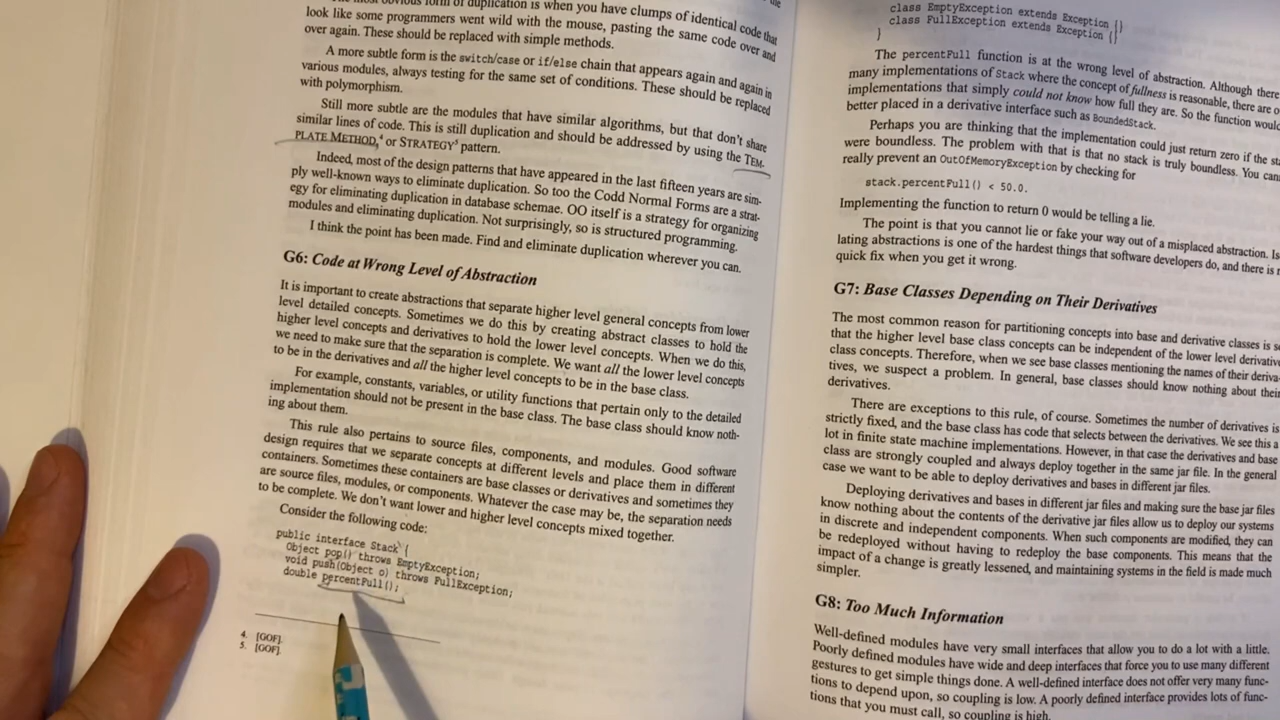 most obvious form of duplication is when you have clumps of identical code that
look like some programmers went wild with the mouse, pasting the same code over and
over again. These should be replaced with simple methods.
A more subtle form is the switch/case or if/else chain that appears again and again in
various modules, always testing for the same set of conditions. These should be replaced
with polymorphism.
Still more subtle are the modules that have similar algorithms, but that don't share
similar lines of code. This is still duplication and should be addressed by using the TEM-
PLATE METHOD,⁴ or STRATEGY⁵ pattern.
Indeed, most of the design patterns that have appeared in the last fifteen years are sim-
ply well-known ways to eliminate duplication. So too the Codd Normal Forms are a strat-
egy for eliminating duplication in database schemae. OO itself is a strategy for organizing
modules and eliminating duplication. Not surprisingly, so is structured programming.
I think the point has been made. Find and eliminate duplication wherever you can.
G6: Code at Wrong Level of Abstraction
It is important to create abstractions that separate higher level general concepts from lower
level detailed concepts. Sometimes we do this by creating abstract classes to hold the
higher level concepts and derivatives to hold the lower level concepts. When we do this,
we need to make sure that the separation is complete. We want all the lower level concepts
to be in the derivatives and all the higher level concepts to be in the base class.
For example, constants, variables, or utility functions that pertain only to the detailed
implementation should not be present in the base class. The base class should know noth-
ing about them.
This rule also pertains to source files, components, and modules. Good software
design requires that we separate concepts at different levels and place them in different
containers. Sometimes these containers are base classes or derivatives and sometimes they
are source files, modules, or components. Whatever the case may be, the separation needs
to be complete. We don't want lower and higher level concepts mixed together.
Consider the following code:
public interface Stack {
Object pop() throws EmptyException;
void push(Object o) throws FullException;
double percentFull();
4. [GOF].
5. [GOF].
class EmptyException extends Exception {}
class FullException extends Exception {}
}
The percentFull function is at the wrong level of abstraction. Although there
many implementations of Stack where the concept of fullness is reasonable, there are o
implementations that simply could not know how full they are. So the function would
better placed in a derivative interface such as BoundedStack.
Perhaps you are thinking that the implementation could just return zero if the sta
were boundless. The problem with that is that no stack is truly boundless. You can
really prevent an OutOfMemoryException by checking for
stack.percentFull() < 50.0.
Implementing the function to return 0 would be telling a lie.
The point is that you cannot lie or fake your way out of a misplaced abstraction. Is
lating abstractions is one of the hardest things that software developers do, and there is n
quick fix when you get it wrong.
G7: Base Classes Depending on Their Derivatives
The most common reason for partitioning concepts into base and derivative classes is s
that the higher level base class concepts can be independent of the lower level derivative
class concepts. Therefore, when we see base classes mentioning the names of their deriva-
tives, we suspect a problem. In general, base classes should know nothing about their
derivatives.
There are exceptions to this rule, of course. Sometimes the number of derivatives is
strictly fixed, and the base class has code that selects between the derivatives. We see this a
lot in finite state machine implementations. However, in that case the derivatives and base
class are strongly coupled and always deploy together in the same jar file. In the general
case we want to be able to deploy derivatives and bases in different jar files.
Deploying derivatives and bases in different jar files and making sure the base jar files
know nothing about the contents of the derivative jar files allow us to deploy our systems
in discrete and independent components. When such components are modified, they can
be redeployed without having to redeploy the base components. This means that the
impact of a change is greatly lessened, and maintaining systems in the field is made much
simpler.
G8: Too Much Information
Well-defined modules have very small interfaces that allow you to do a lot with a little.
Poorly defined modules have wide and deep interfaces that force you to use many different
gestures to get simple things done. A well-defined interface does not offer very many func-
tions to depend upon, so coupling is low. A poorly defined interface provides lots of func-
tions that you must call, so coupling is high.